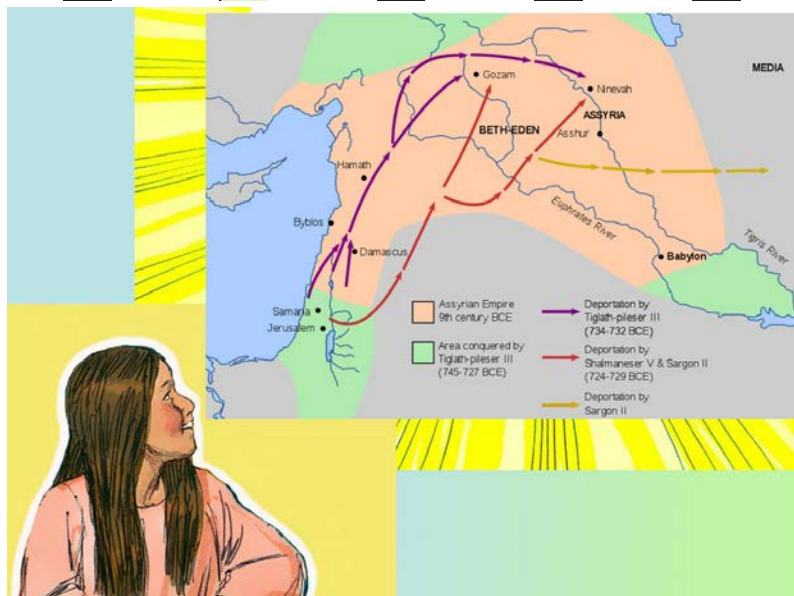 MEDIA
Gozam
Ninevah
ASSYRIA
BETH-EDEN
Asshur
Hamath
Euphrates River
Byblos
Tigris River
Damascus
Babylon
Samaria
Jerusalem
Assyrian Empire
9th century BCE
Area conquered by
Tiglath-pileser III
(745-727 BCE)
Deportation by
Tiglath-pileser III
(734-732 BCE)
Deportation by
Shalmaneser V & Sargon II
(724-729 BCE)
Deportation by
Sargon II